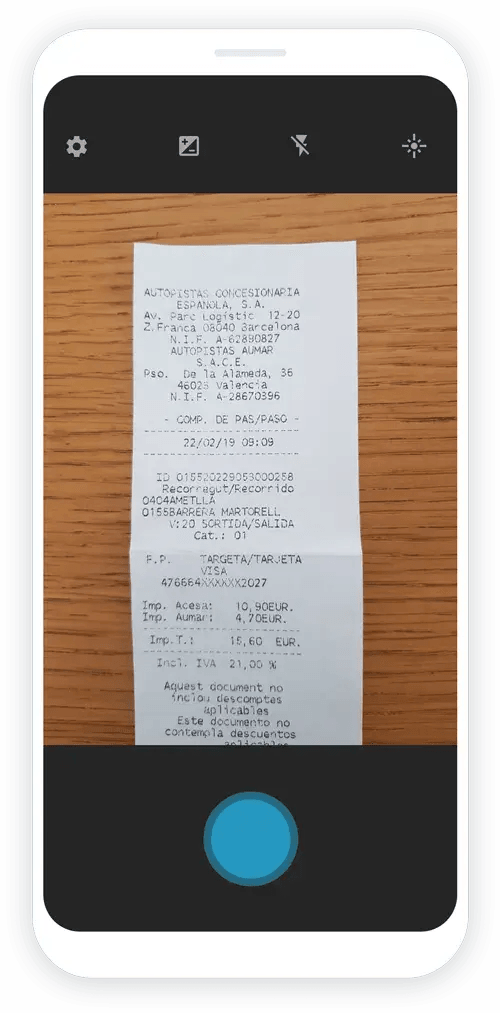 AUTOPISTAS CONCESIONARIA
ESPANOLA, S.A.
Av. Parc Logistic 12-20
Z.Franca 08040 Barcelona
N.I.F. A-62890827
AUTOPISTAS AUMAR
S.A.C.E.
Pso. De la Alameda, 36
46023 Valencia
N.I.F. A-28670396
- COMP. DE PAS/PASO -
22/02/19 09:09
ID 015520229053000258
Recorregut/Recorrido
0404AMETLLA
0155BARRERA MARTORELL
V:20 SORTIDA/SALIDA
Cat.: 01
F.P. TARGETA/TARJETA
VISA
476664XXXXXX2027
Imp. Acesa: 10,90EUR.
Imp. Aumar: 4,70EUR.
Imp.T.: 15,60 EUR.
Incl. IVA 21,00 %
Aquest document no
inclou descomptes
aplicables
Este documento no
contempla descuentos
aplicables